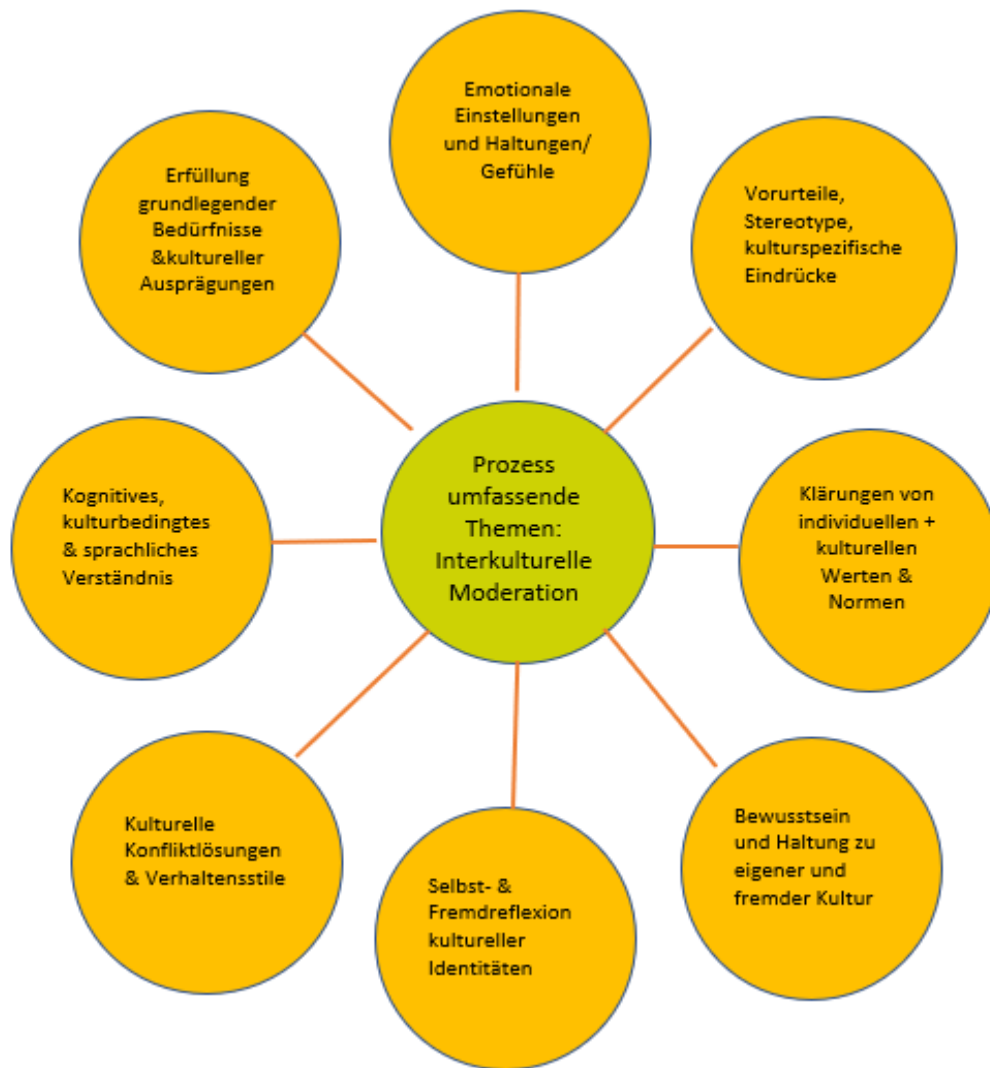 Emotionale
Einstellungen
und Haltungen/
Gefühle
Erfüllung
grundlegender
Bedürfnisse
&kultureller
Ausprägungen
Vorurteile,
Stereotype,
kulturspezifische
Eindrücke
Prozess
umfassende
Themen:
Interkulturelle
Moderation
Kognitives,
kulturbedingtes
& sprachliches
Verständnis
Klärungen von
individuellen +
kulturellen
Werten &
Normen
Kulturelle
Konfliktlösungen
& Verhaltensstile
Selbst- &
Fremdreflexion
kultureller
Identitäten
Bewusstsein
und Haltung zu
eigener und
fremder Kultur